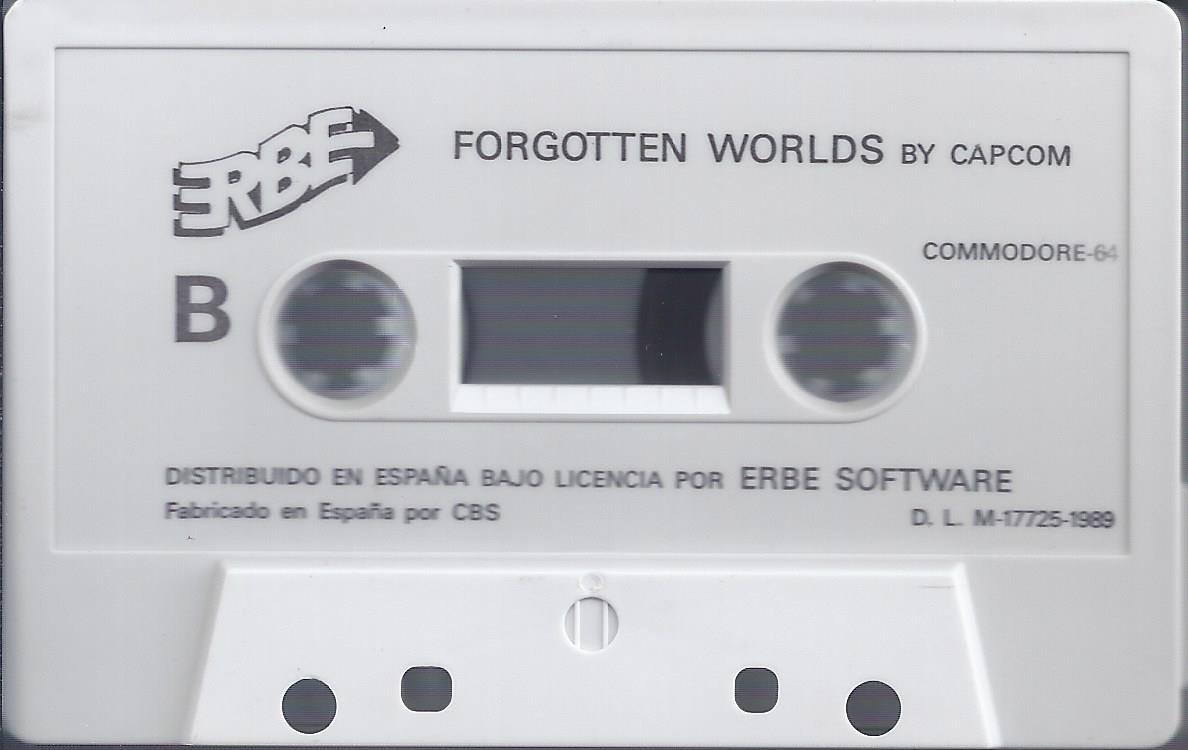 ERBE
FORGOTTEN WORLDS BY CAPCOM
COMMODORE-64
B
DISTRIBUIDO EN ESPAÑA BAJO LICENCIA POR ERBE SOFTWARE
Fabricado en España por CBS
D. L. M-17725-1989